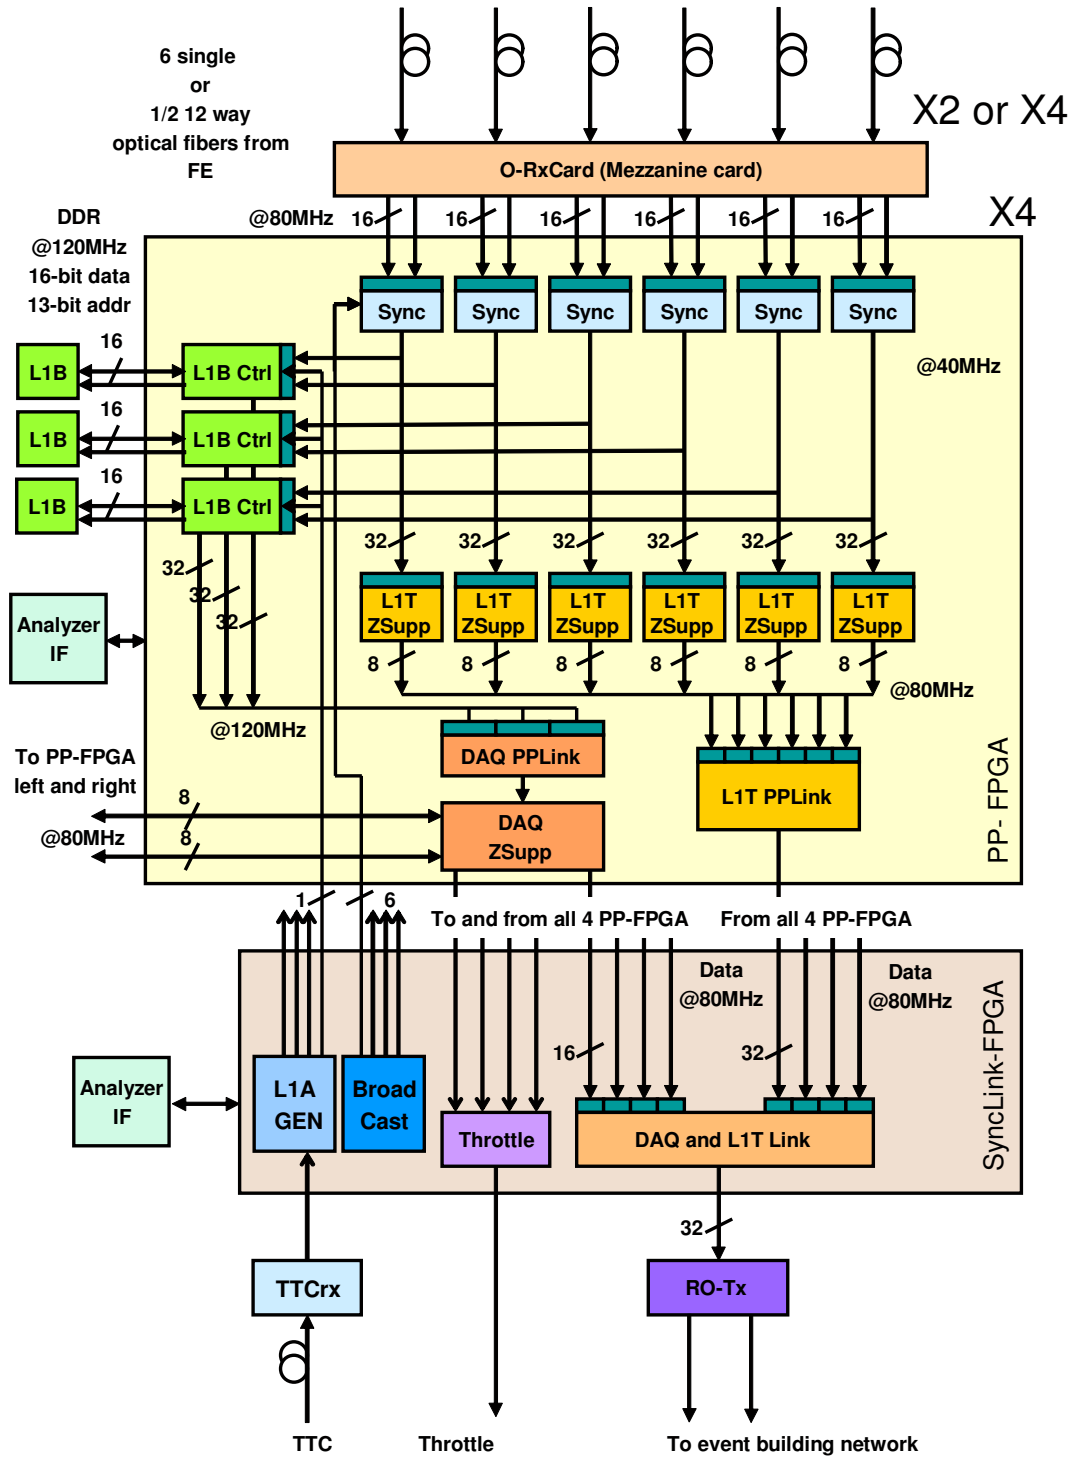 6 single
or
1/2 12 way
optical fibers from
FE
X2 or X4
O-RxCard (Mezzanine card)
DDR
@120MHz
16-bit data
13-bit addr
@80MHz 16 16 16 16 16 16
X4
Sync Sync Sync Sync Sync Sync
@40MHz
16
L1B L1B Ctrl
16
L1B L1B Ctrl
16
L1B L1B Ctrl
32 32 32 32 32 32
32
32
32
L1T L1T L1T L1T L1T L1T
ZSupp ZSupp ZSupp ZSupp ZSupp ZSupp
Analyzer
IF
8 8 8 8 8 8
@80MHz
@120MHz
To PP-FPGA
left and right
DAQ PPLink
L1T PPLink
PP- FPGA
8
@80MHz
8
DAQ
ZSupp
1 6
To and from all 4 PP-FPGA From all 4 PP-FPGA
Data
@80MHz
Data
@80MHz
SyncLink-FPGA
16 32
Analyzer
IF
L1A
GEN
Broad
Cast
Throttle
DAQ and L1T Link
32
TTCrx
RO-Tx
TTC Throttle To event building network